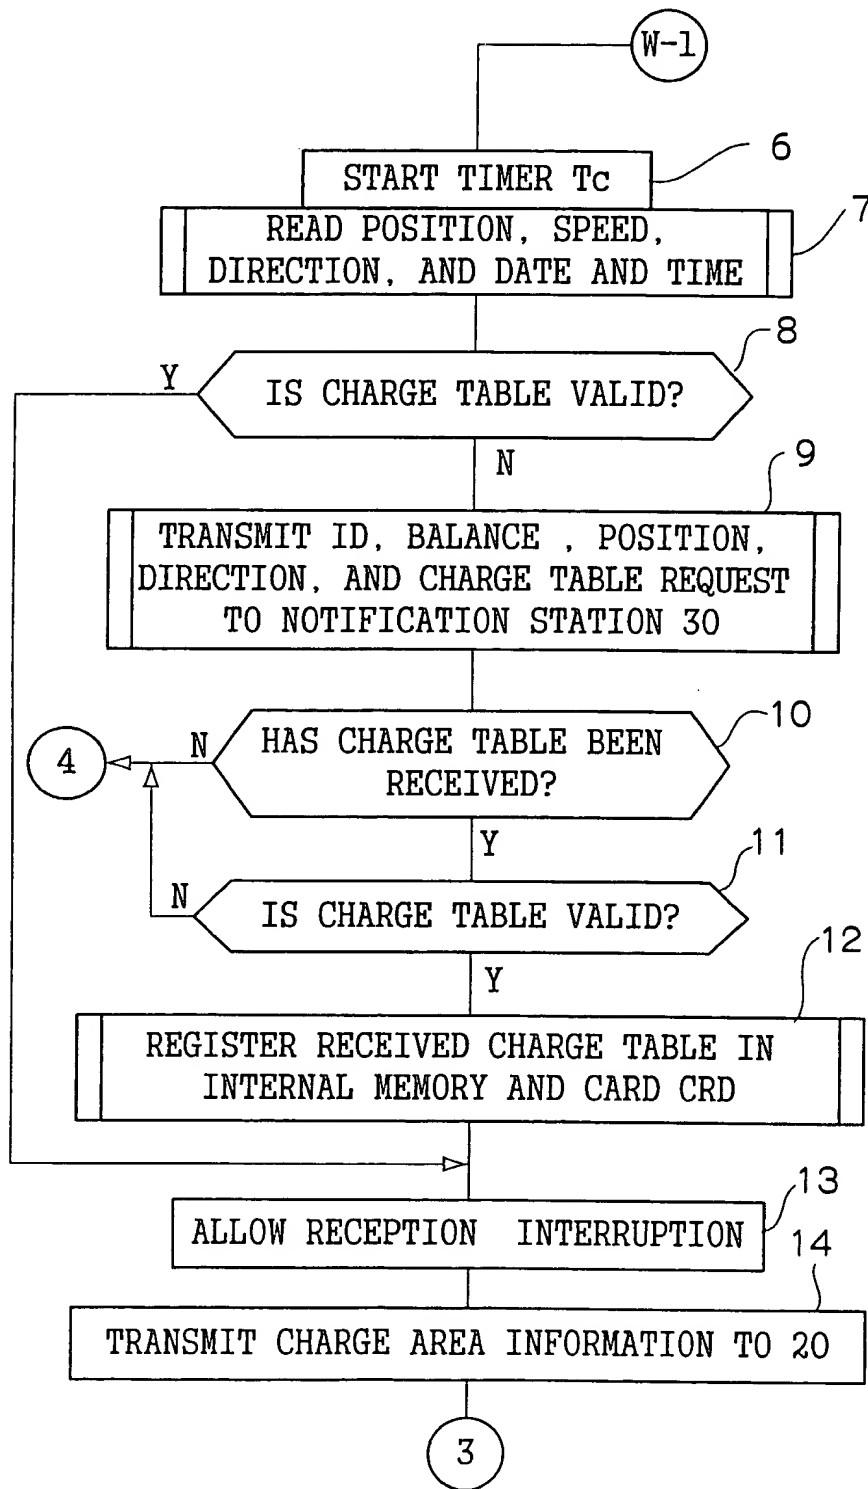 W-1
6
START TIMER Tc
7
READ POSITION, SPEED,
DIRECTION, AND DATE AND TIME
8
Y
IS CHARGE TABLE VALID?
N
9
TRANSMIT ID, BALANCE , POSITION,
DIRECTION, AND CHARGE TABLE REQUEST
TO NOTIFICATION STATION 30
10
4
N
HAS CHARGE TABLE BEEN
RECEIVED?
Y
11
N
IS CHARGE TABLE VALID?
Y
12
REGISTER RECEIVED CHARGE TABLE IN
INTERNAL MEMORY AND CARD CRD
13
ALLOW RECEPTION INTERRUPTION
14
TRANSMIT CHARGE AREA INFORMATION TO 20
3